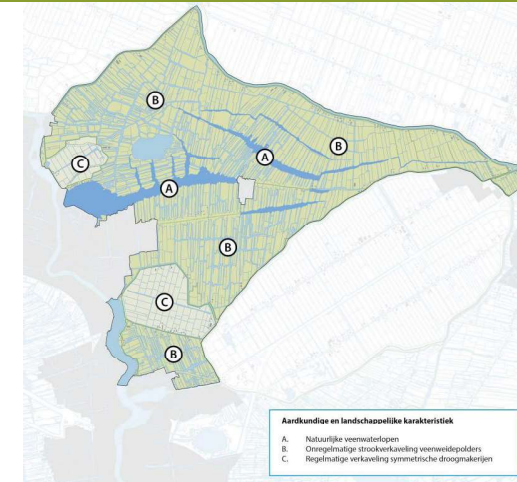 B
B
C
A
A
B
C
B
Aardkundige en landschappelijke karakteristiek
A. Natuurlijke veenwaterlopen
B. Onregelmatige strookverkaveling veenweidepolders
C. Regelmatige verkaveling symmetrische droogmakerijen